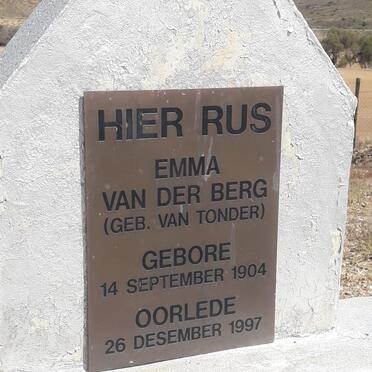 HIER RUS
EMMA
VAN DER BERG
(GEB. VAN TONDER)
GEBORE
14 SEPTEMBER 1904
OORLEDE
26 DESEMBER 1997